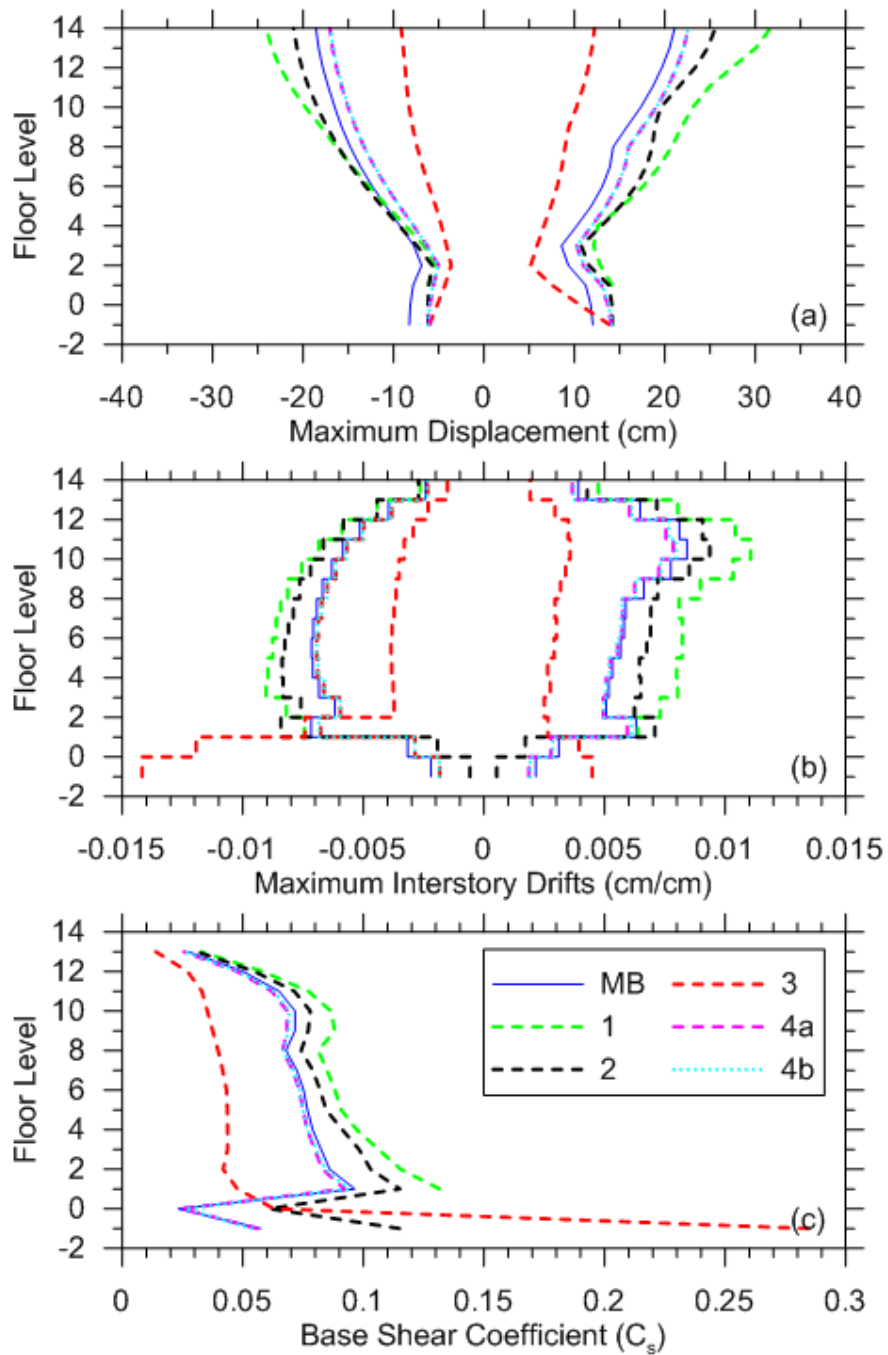 14
12
10
8
6
4
2
0
-2
Floor Level
(a)
-40 -30 -20 -10 0 10 20 30 40
Maximum Displacement (cm)
14
12
10
8
6
4
2
0
-2
Floor Level
(b)
-0.015 -0.01 -0.005 0 0.005 0.01 0.015
Maximum Interstory Drifts (cm/cm)
14
12
10
8
6
4
2
0
-2
Floor Level
MB 3
1 4a
2 4b
(c)
0 0.05 0.1 0.15 0.2 0.25 0.3
Base Shear Coefficient (Cs)